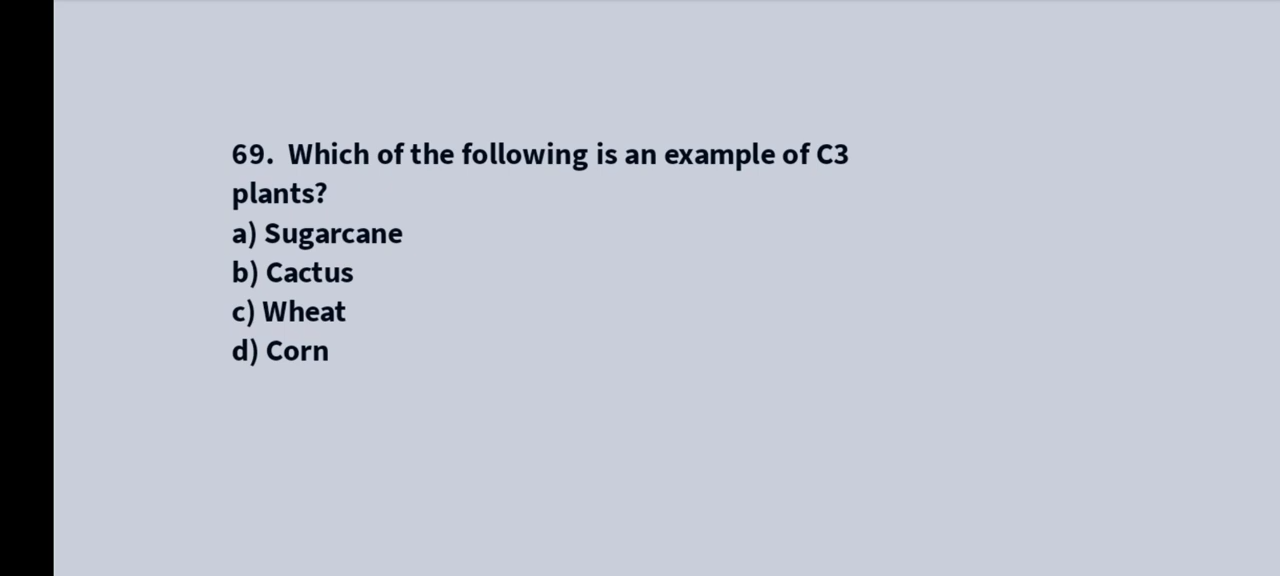 69. Which of the following is an example of C3
plants?
a) Sugarcane
b) Cactus
c) Wheat
d) Corn